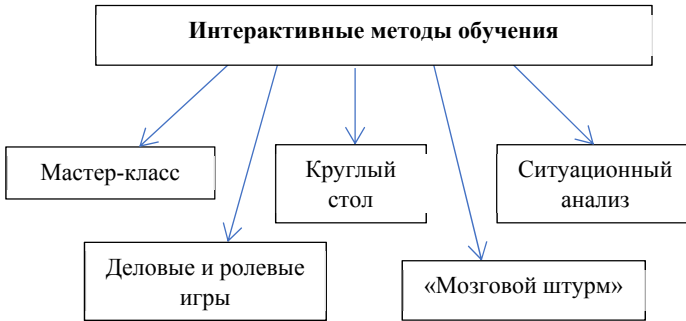 Интерактивные методы обучения
Мастер-класс
Круглый
стол
Ситуационный
анализ
Деловые и ролевые
игры
«Мозговой штурм»